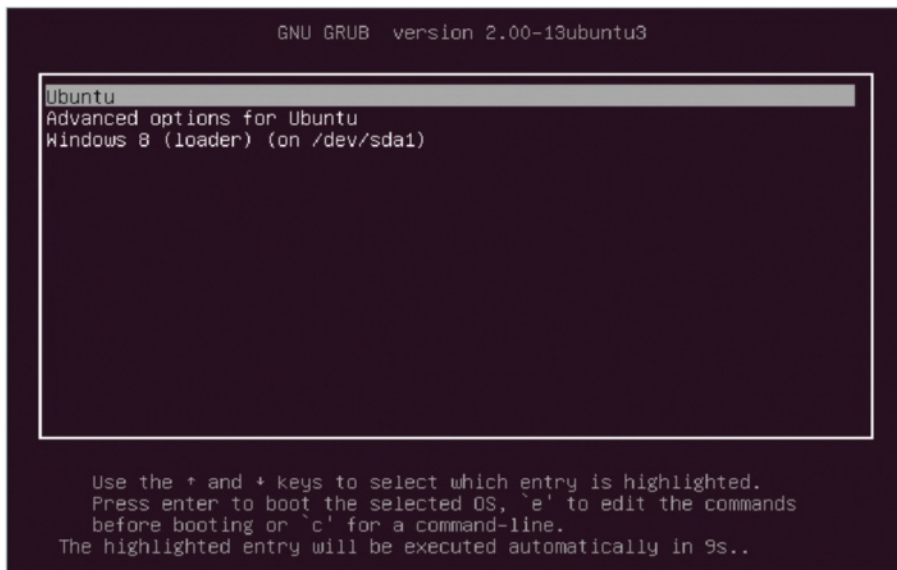 GNU GRUB  version 2.00-13ubuntu3
Ubuntu
Advanced options for Ubuntu
Windows 8 (loader) (on /dev/sda1)
Use the ↑ and ↓ keys to select which entry is highlighted.
Press enter to boot the selected OS, `e' to edit the commands
before booting or `c' for a command-line.
The highlighted entry will be executed automatically in 9s..